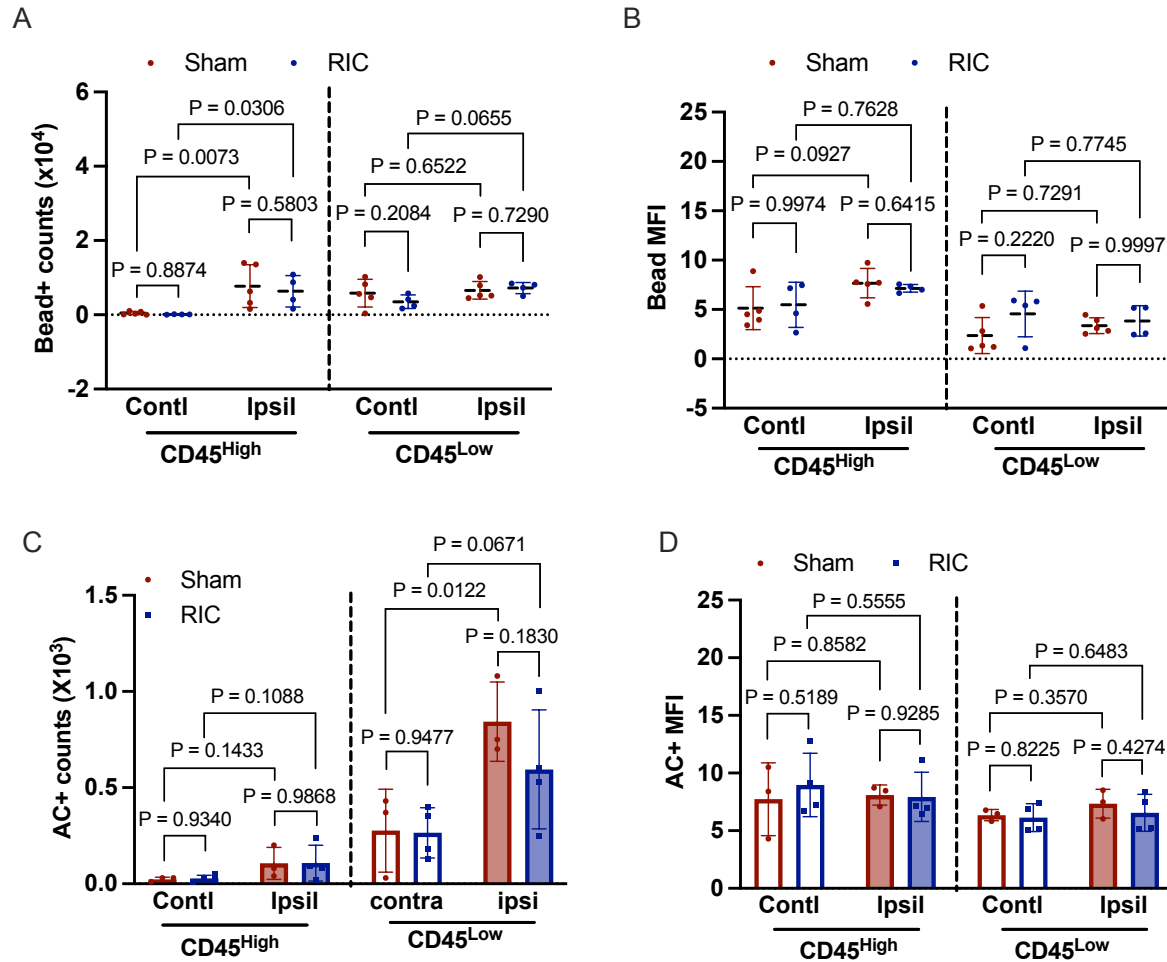 A
Sham RIC
Bead+ counts (x10⁴)
6
4
2
0
-2
P = 0.0306
P = 0.0073
P = 0.5803
P = 0.8874
P = 0.0655
P = 0.6522
P = 0.2084
P = 0.7290
Contl Ipsil Contl Ipsil
CD45High CD45Low
B
Sham RIC
Bead MFI
25
20
15
10
5
0
-5
P = 0.7628
P = 0.0927
P = 0.9974
P = 0.6415
P = 0.7745
P = 0.7291
P = 0.2220
P = 0.9997
Contl Ipsil Contl Ipsil
CD45High CD45Low
C
Sham
RIC
AC+ counts (X10³)
1.5
1.0
0.5
0.0
P = 0.1088
P = 0.1433
P = 0.9868
P = 0.9340
P = 0.0671
P = 0.0122
P = 0.1830
P = 0.9477
Contl Ipsil contra ipsi
CD45High CD45Low
D
Sham RIC
AC+ MFI
25
20
15
10
5
0
P = 0.5555
P = 0.8582
P = 0.5189
P = 0.9285
P = 0.6483
P = 0.3570
P = 0.8225
P = 0.4274
Contl Ipsil Contl Ipsil
CD45High CD45Low